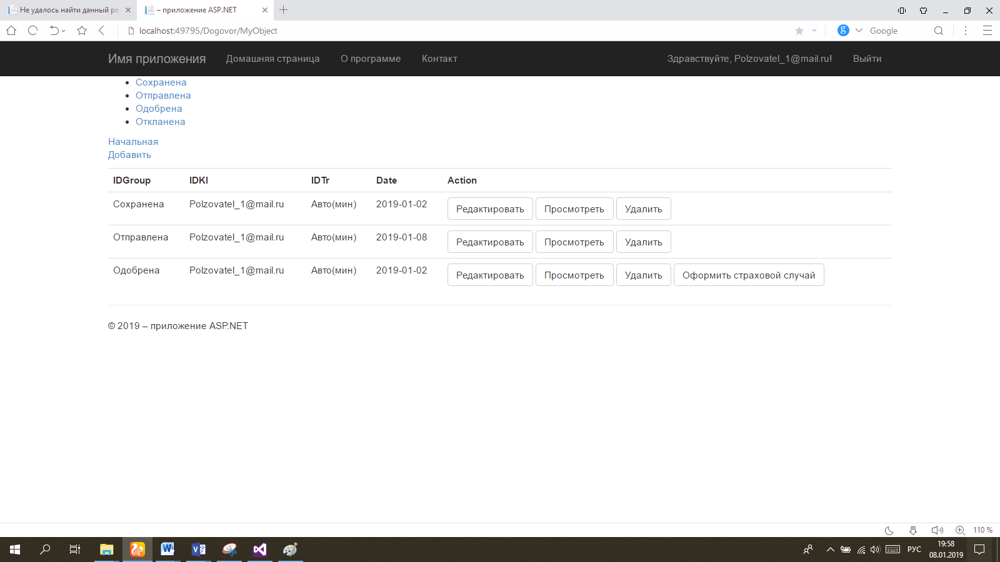 Не удалось найти данный ре
– приложение ASP.NET
localhost:49795/Dogovor/MyObject
Google
Имя приложения Домашняя страница О программе Контакт Здравствуйте, Polzovatel_1@mail.ru! Выйти
Сохранена
Отправлена
Одобрена
Откланена
Начальная
Добавить
IDGroup IDKl IDTr Date Action
Сохранена Polzovatel_1@mail.ru Авто(мин) 2019-01-02 Редактировать Просмотреть Удалить
Отправлена Polzovatel_1@mail.ru Авто(мин) 2019-01-08 Редактировать Просмотреть Удалить
Одобрена Polzovatel_1@mail.ru Авто(мин) 2019-01-02 Редактировать Просмотреть Удалить Оформить страховой случай
© 2019 – приложение ASP.NET
110 %
РУС
19:58
08.01.2019